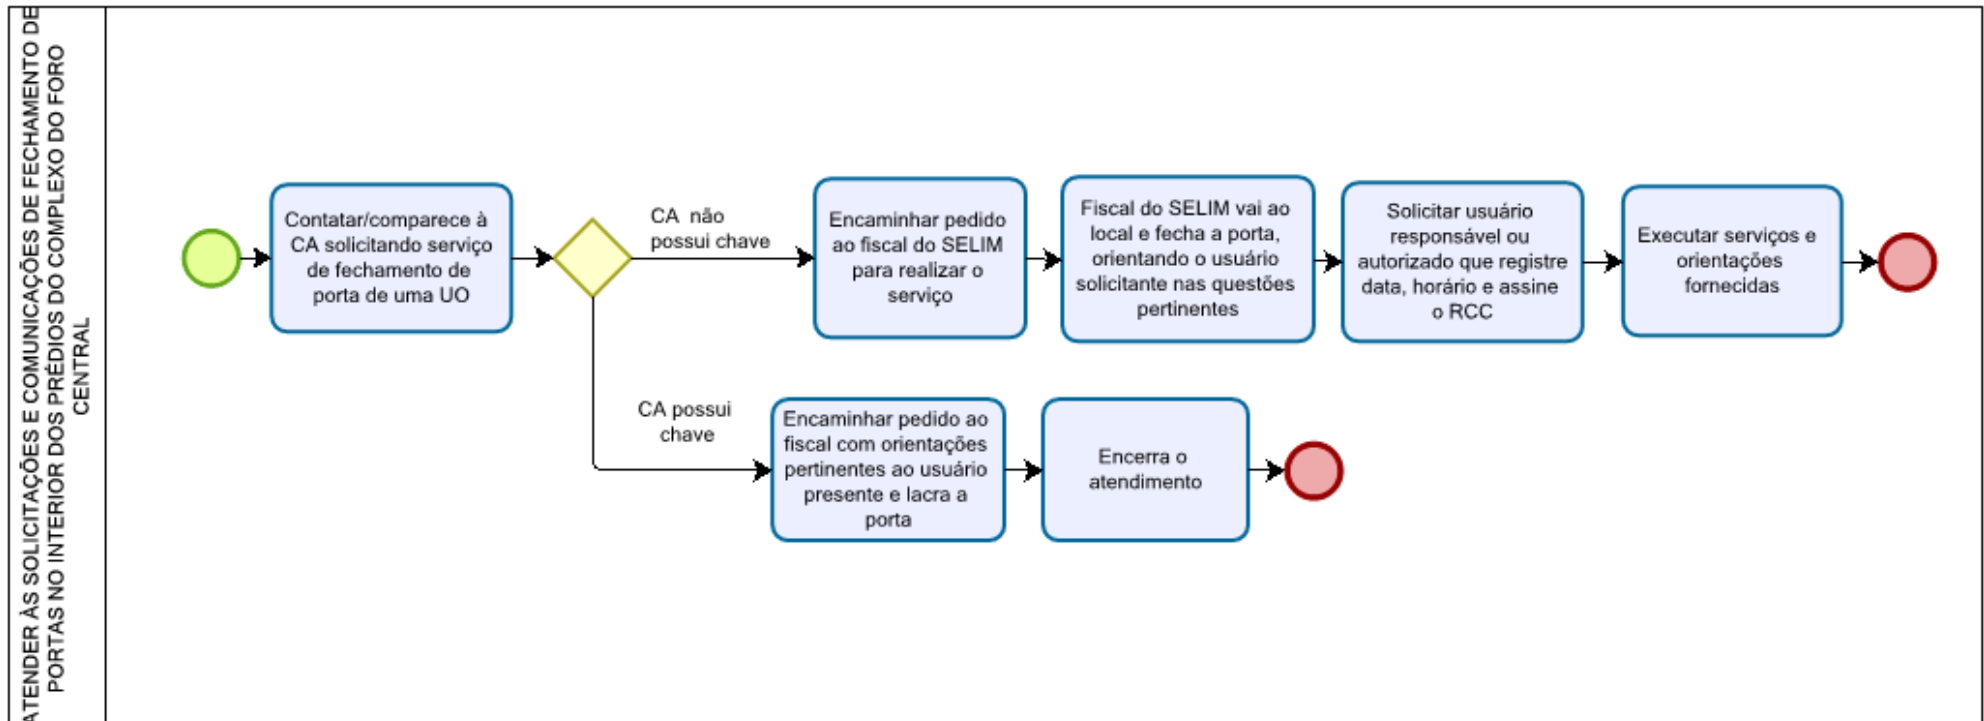 ATENDER ÀS SOLICITAÇÕES E COMUNICAÇÕES DE FECHAMENTO DE
PORTAS NO INTERIOR DOS PRÉDIOS DO COMPLEXO DO FORO
CENTRAL
Contatar/comparece à
CA solicitando serviço
de fechamento de
porta de uma UO
CA não
possui chave
Encaminhar pedido
ao fiscal do SELIM
para realizar o
serviço
Fiscal do SELIM vai ao
local e fecha a porta,
orientando o usuário
solicitante nas questões
pertinentes
Solicitar usuário
responsável ou
autorizado que registre
data, horário e assine
o RCC
Executar serviços e
orientações
fornecidas
CA possui
chave
Encaminhar pedido ao
fiscal com orientações
pertinentes ao usuário
presente e lacra a
porta
Encerra o
atendimento